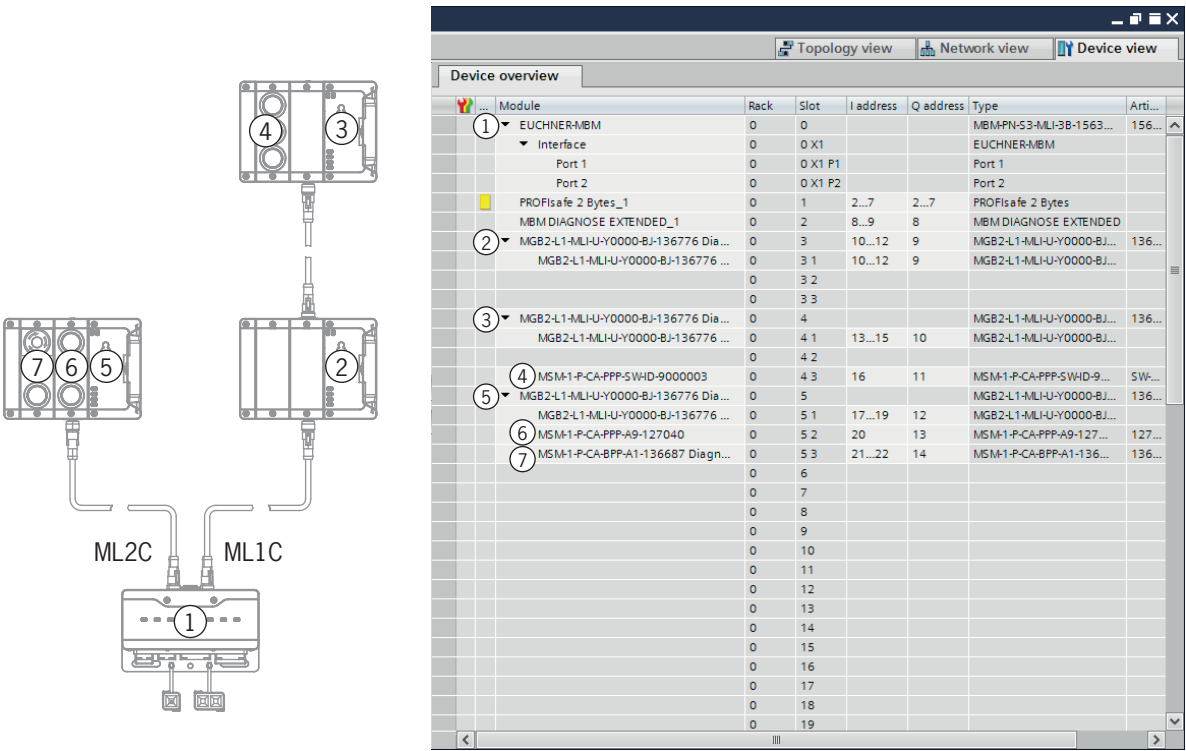 4
3
7
6
5
2
ML2C
ML1C
1
Topology view Network view Device view
Device overview
... Module Rack Slot I address Q address Type Arti...
1 EUCHNER-MBM 0 0 MBM-PN-S3-MLI-3B-1563... 156...
Interface 0 0 X1 EUCHNER-MBM
Port 1 0 0 X1 P1 Port 1
Port 2 0 0 X1 P2 Port 2
PROFIsafe 2 Bytes_1 0 1 2...7 2...7 PROFIsafe 2 Bytes
MBM DIAGNOSE EXTENDED_1 0 2 8...9 8 MBM DIAGNOSE EXTENDED
2 MGB2-L1-MLI-U-Y0000-BJ-136776 Dia... 0 3 10...12 9 MGB2-L1-MLI-U-Y0000-BJ... 136...
MGB2-L1-MLI-U-Y0000-BJ-136776 ... 0 3 1 10...12 9 MGB2-L1-MLI-U-Y0000-BJ...
0 3 2
0 3 3
3 MGB2-L1-MLI-U-Y0000-BJ-136776 Dia... 0 4 MGB2-L1-MLI-U-Y0000-BJ... 136...
MGB2-L1-MLI-U-Y0000-BJ-136776 ... 0 4 1 13...15 10 MGB2-L1-MLI-U-Y0000-BJ...
0 4 2
4 MSM-1-P-CA-PPP-SW-ID-9000003 0 4 3 16 11 MSM-1-P-CA-PPP-SW-ID-9... SW-...
5 MGB2-L1-MLI-U-Y0000-BJ-136776 Dia... 0 5 MGB2-L1-MLI-U-Y0000-BJ... 136...
MGB2-L1-MLI-U-Y0000-BJ-136776 ... 0 5 1 17...19 12 MGB2-L1-MLI-U-Y0000-BJ...
6 MSM-1-P-CA-PPP-A9-127040 0 5 2 20 13 MSM-1-P-CA-PPP-A9-127... 127...
7 MSM-1-P-CA-BPP-A1-136687 Diagn... 0 5 3 21...22 14 MSM-1-P-CA-BPP-A1-136... 136...
0 6
0 7
0 8
0 9
0 10
0 11
0 12
0 13
0 14
0 15
0 16
0 17
0 18
0 19